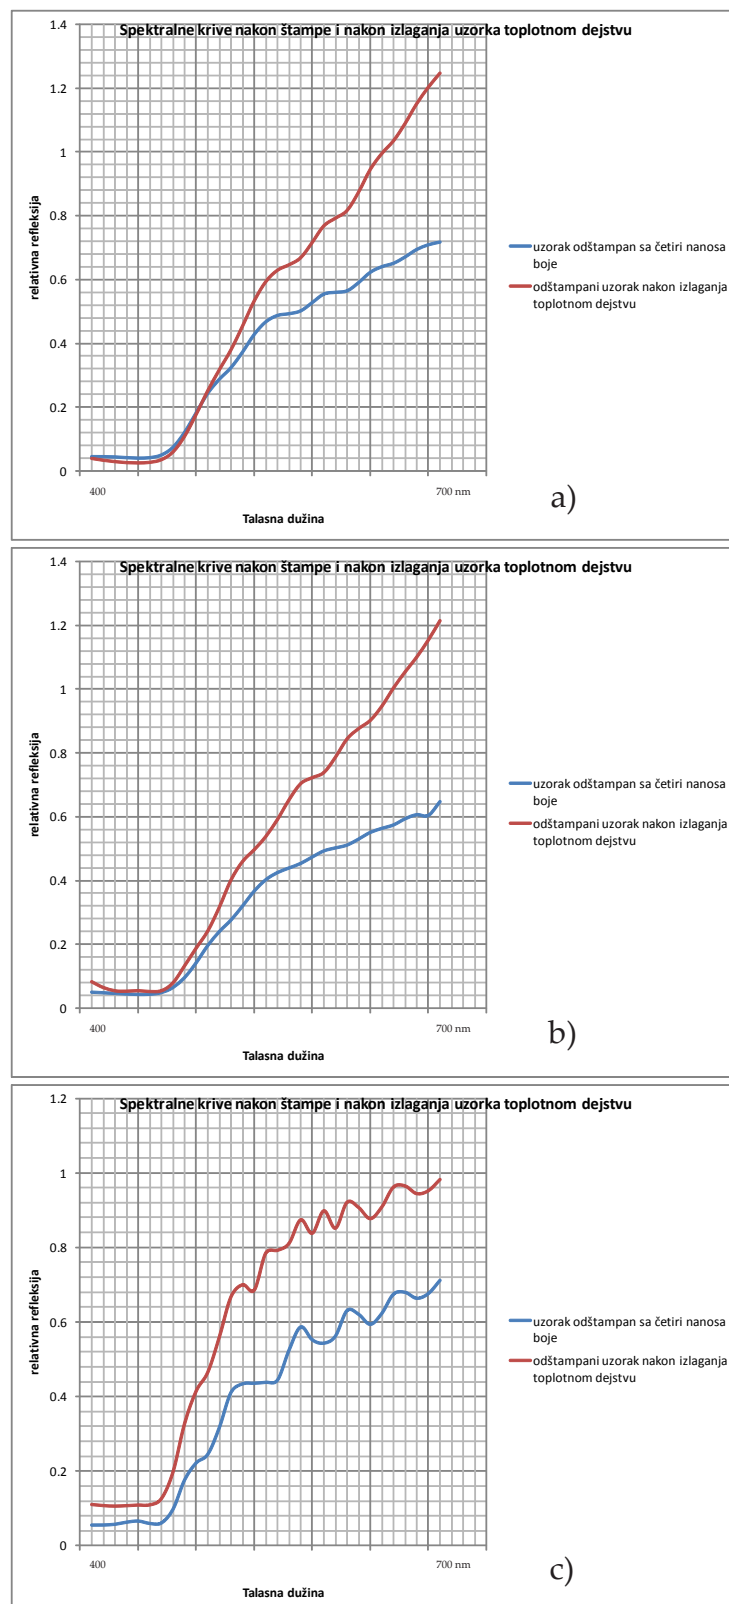 Spektralne krive nakon štampe i nakon izlaganja uzorka toplotnom dejstvu
1.4
1.2
1
0.8
0.6
0.4
0.2
0
relativna refleksija
400
700 nm
Talasna dužina
uzorak odštampan sa četiri nanosa
boje
odštampani uzorak nakon izlaganja
toplotnom dejstvu
a)
Spektralne krive nakon štampe i nakon izlaganja uzorka toplotnom dejstvu
1.4
1.2
1
0.8
0.6
0.4
0.2
0
relativna refleksija
400
700 nm
Talasna dužina
uzorak odštampan sa četiri nanosa
boje
odštampani uzorak nakon izlaganja
toplotnom dejstvu
b)
Spektralne krive nakon štampe i nakon izlaganja uzorka toplotnom dejstvu
1.2
1
0.8
0.6
0.4
0.2
0
relativna refleksija
400
700 nm
Talasna dužina
uzorak odštampan sa četiri nanosa
boje
odštampani uzorak nakon izlaganja
toplotnom dejstvu
c)